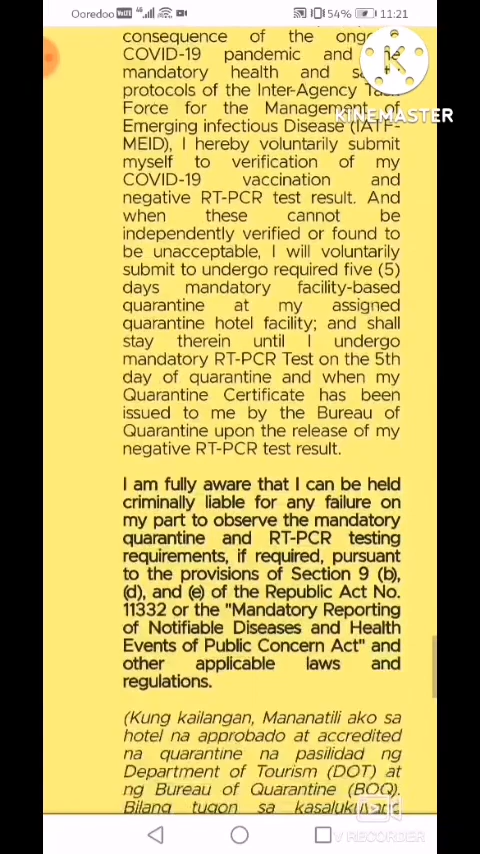 Ooredoo VoWiFi 4G 54% 11:21
consequence of the
COVID-19 pandemic and
mandatory health and
protocols of the Inter-Agency Task
Force for the Management of
KINEMASTER
Emerging infectious Disease (IATF-
MEID), I hereby voluntarily submit
myself to verification of my
COVID-19 vaccination and
negative RT-PCR test result. And
when these cannot be
independently verified or found to
be unacceptable, I will voluntarily
submit to undergo required five (5)
days mandatory facility-based
quarantine at my assigned
quarantine hotel facility; and shall
stay therein until I undergo
mandatory RT-PCR Test on the 5th
day of quarantine and when my
Quarantine Certificate has been
issued to me by the Bureau of
Quarantine upon the release of my
negative RT-PCR test result.
I am fully aware that I can be held
criminally liable for any failure on
my part to observe the mandatory
quarantine and RT-PCR testing
requirements, if required, pursuant
to the provisions of Section 9 (b),
(d), and (e) of the Republic Act No.
11332 or the "Mandatory Reporting
of Notifiable Diseases and Health
Events of Public Concern Act" and
other applicable laws and
regulations.
(Kung kailangan, Mananatili ako sa
hotel na approbado at accredited
na quarantine na pasilidad ng
Department of Tourism (DOT) at
ng Bureau of Quarantine (BOQ).
Bilang tugon sa kasalukuyang
V RECORDER